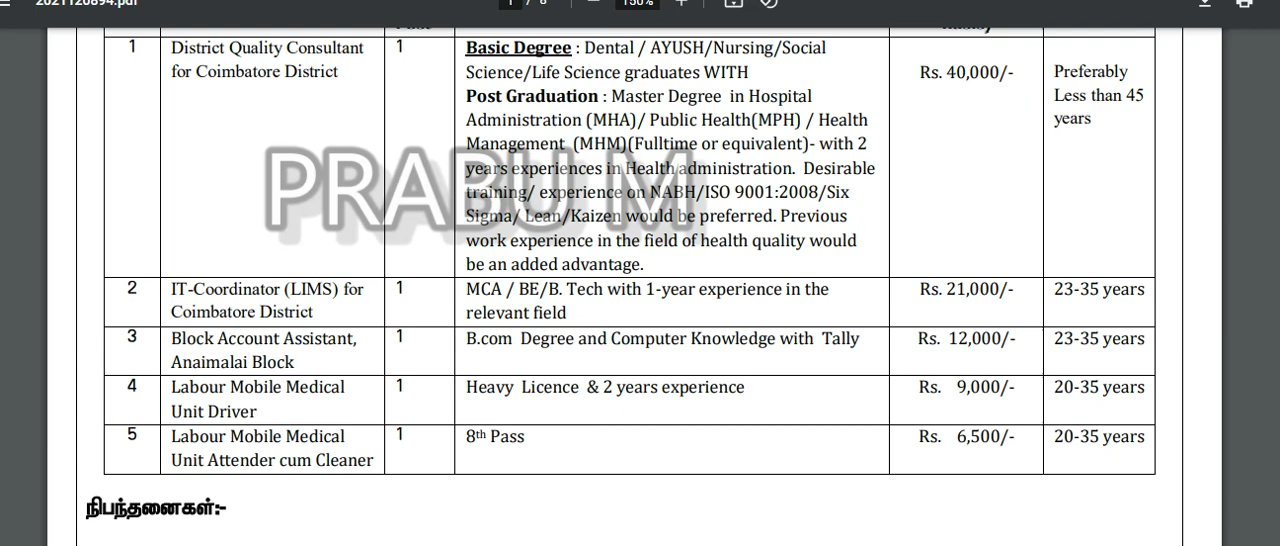 2021120894.pdf 1 / 8 150%
1 District Quality Consultant 1 Basic Degree : Dental / AYUSH/Nursing/Social
for Coimbatore District Science/Life Science graduates WITH Rs. 40,000/- Preferably
Post Graduation : Master Degree in Hospital Less than 45
Administration (MHA)/ Public Health(MPH) / Health years
Management (MHM)(Fulltime or equivalent)- with 2
years experiences in Health administration. Desirable
PRABU M
training/ experience on NABH/ISO 9001:2008/Six
Sigma/ Lean/Kaizen would be preferred. Previous
work experience in the field of health quality would
be an added advantage.
2 IT-Coordinator (LIMS) for 1 MCA / BE/B. Tech with 1-year experience in the Rs. 21,000/- 23-35 years
Coimbatore District relevant field
3 Block Account Assistant, 1 B.com Degree and Computer Knowledge with Tally Rs. 12,000/- 23-35 years
Anaimalai Block
4 Labour Mobile Medical 1 Heavy Licence & 2 years experience Rs. 9,000/- 20-35 years
Unit Driver
5 Labour Mobile Medical 1 8th Pass Rs. 6,500/- 20-35 years
Unit Attender cum Cleaner
நிபந்தனைகள்:-